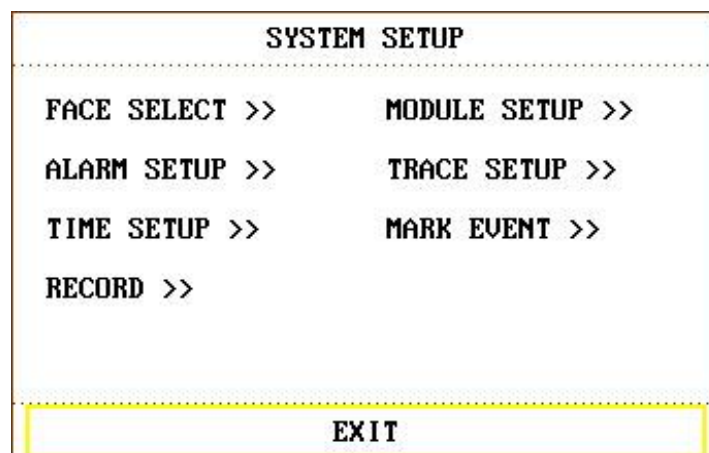 SYSTEM SETUP
FACE SELECT >> MODULE SETUP >>
ALARM SETUP >> TRACE SETUP >>
TIME SETUP >> MARK EVENT >>
RECORD >>
EXIT